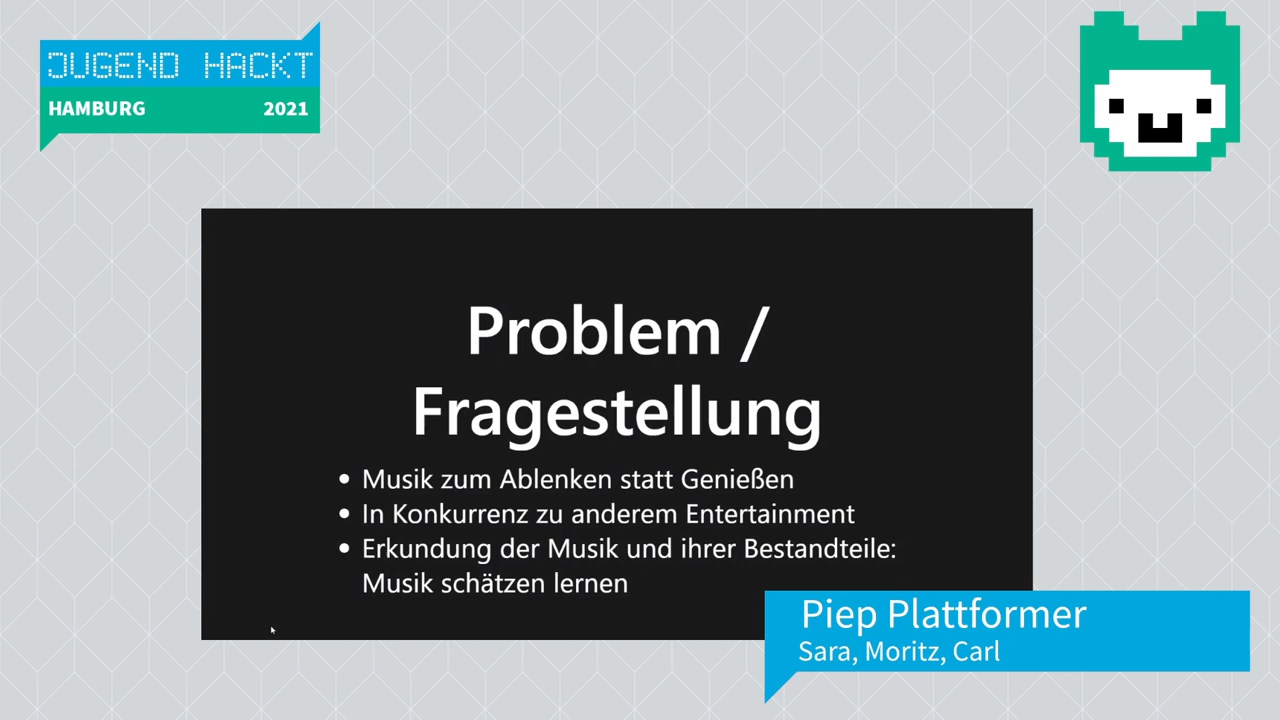 JUGEND HACKT
HAMBURG 2021
Problem /
Fragestellung
• Musik zum Ablenken statt Genießen
• In Konkurrenz zu anderem Entertainment
• Erkundung der Musik und ihrer Bestandteile:
Musik schätzen lernen
Piep Plattformer
Sara, Moritz, Carl